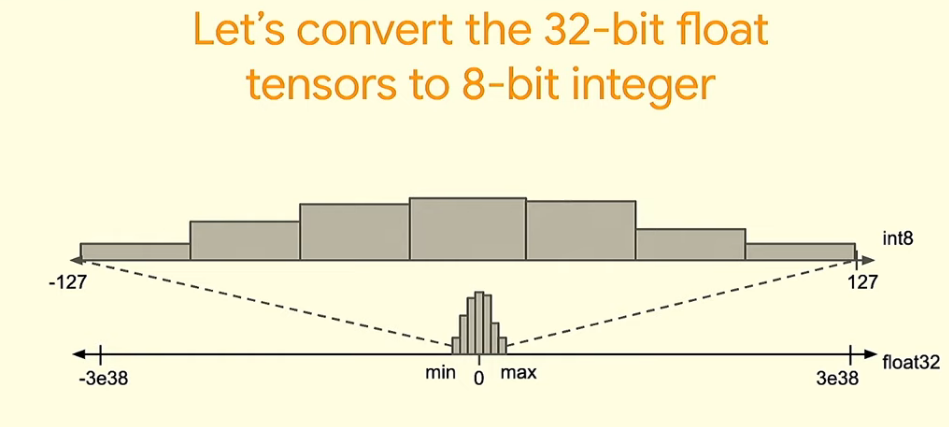 Let's convert the 32-bit float
tensors to 8-bit integer
int8
-127
127
float32
-3e38
min
0
max
3e38